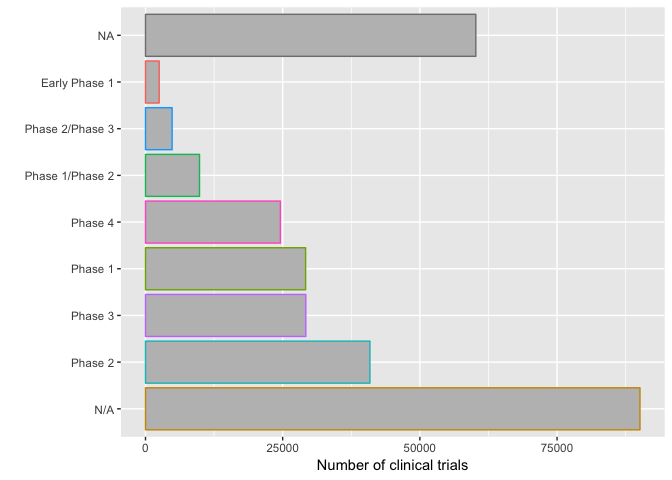 NA
Early Phase 1
Phase 2/Phase 3
Phase 1/Phase 2
Phase 4
Phase 1
Phase 3
Phase 2
N/A
0 25000 50000 75000
Number of clinical trials